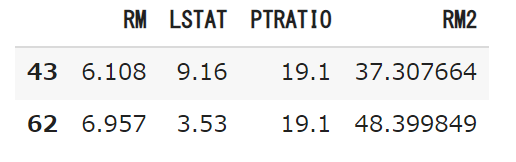 RM LSTAT PTRATIO RM2
43 6.108 9.16 19.1 37.307664
62 6.957 3.53 19.1 48.399849